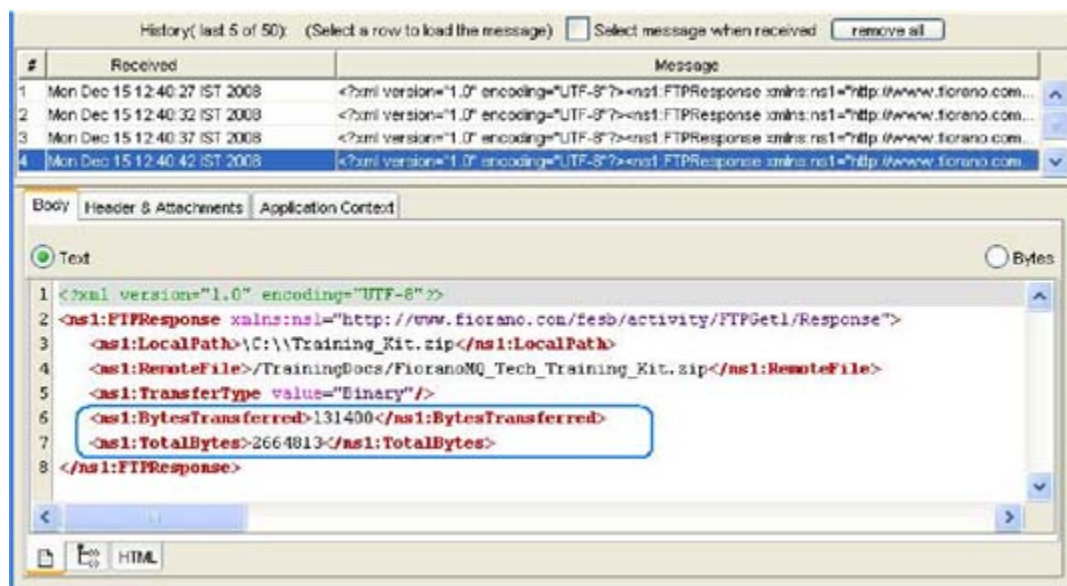 History( last 5 of 50): (Select a row to load the message) Select message when received remove all
# Received Message
1 Mon Dec 15 12:40:27 IST 2008 <?xml version="1.0" encoding="UTF-8"?><ns1:FTPResponse xmlns:ns1="http://www.fiorano.com...
2 Mon Dec 15 12:40:32 IST 2008 <?xml version="1.0" encoding="UTF-8"?><ns1:FTPResponse xmlns:ns1="http://www.fiorano.com...
3 Mon Dec 15 12:40:37 IST 2008 <?xml version="1.0" encoding="UTF-8"?><ns1:FTPResponse xmlns:ns1="http://www.fiorano.com...
4 Mon Dec 15 12:40:42 IST 2008 <?xml version="1.0" encoding="UTF-8"?><ns1:FTPResponse xmlns:ns1="http://www.fiorano.com...
Body Header & Attachments Application Context
Text Bytes
1 <?xml version="1.0" encoding="UTF-8"?>
2 <ns1:FTPResponse xmlns:ns1="http://www.fiorano.com/fesb/activity/FTPGet1/Response">
3 <ns1:LocalPath>\C:\\Training_Kit.zip</ns1:LocalPath>
4 <ns1:RemoteFile>/TrainingDocs/FioranoMQ_Tech_Training_Kit.zip</ns1:RemoteFile>
5 <ns1:TransferType value="Binary"/>
6 <ns1:BytesTransferred>131400</ns1:BytesTransferred>
7 <ns1:TotalBytes>2664813</ns1:TotalBytes>
8 </ns1:FTPResponse>
HTML